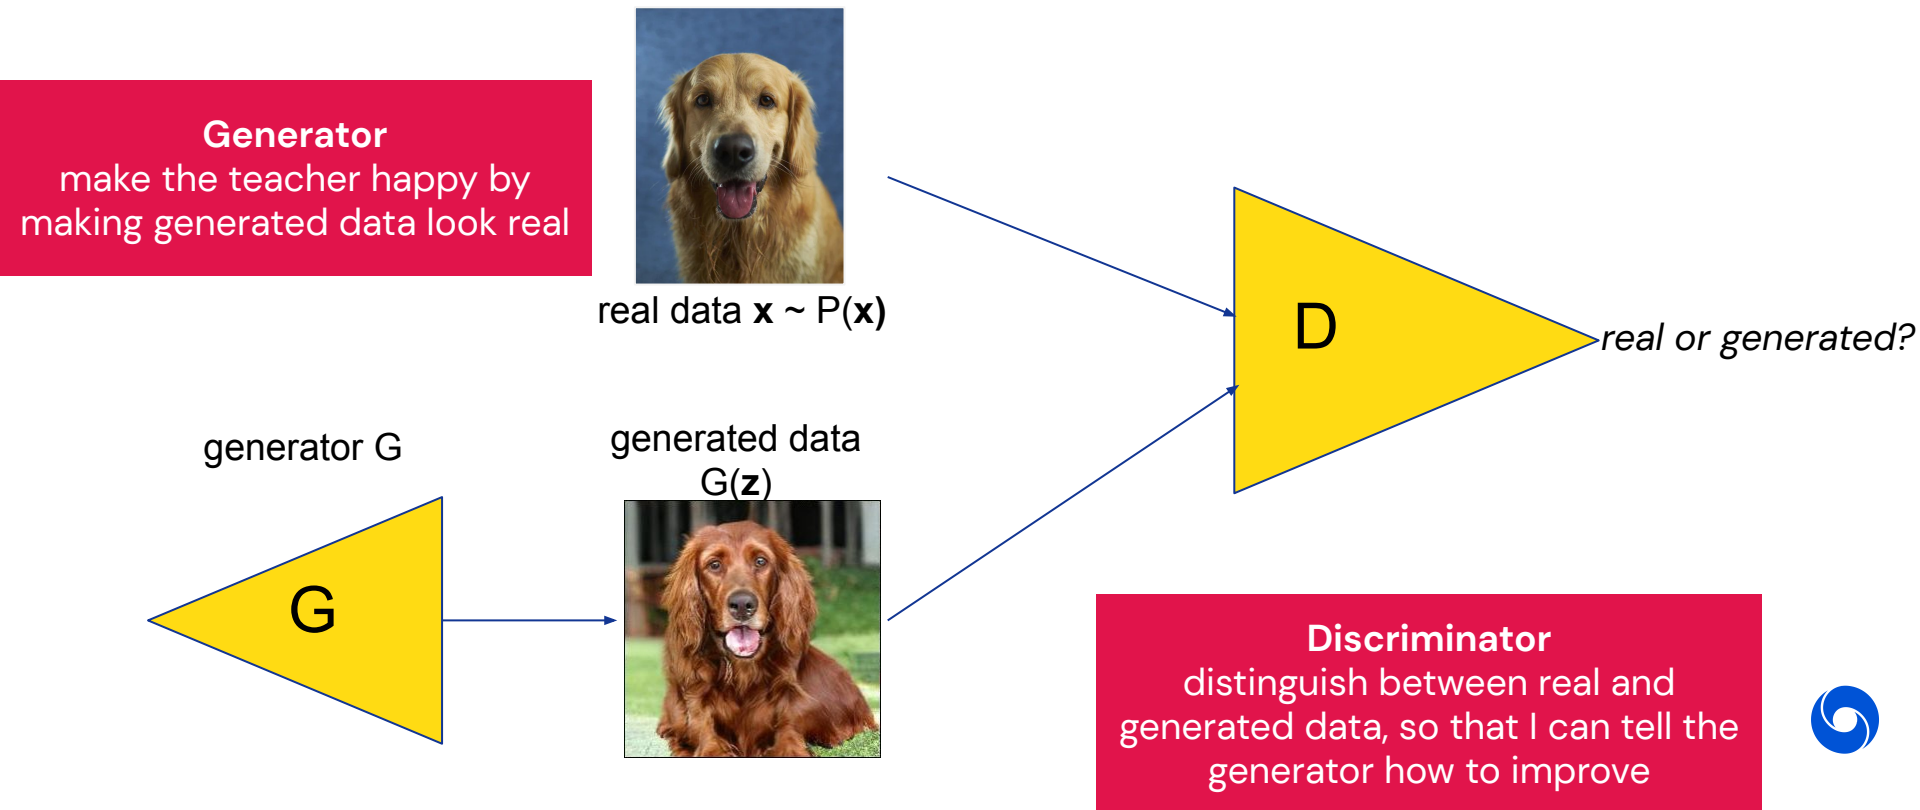 Generator
make the teacher happy by
making generated data look real
real data x ~ P(x)
D
real or generated?
generator G
generated data
G(z)
G
Discriminator
distinguish between real and
generated data, so that I can tell the
generator how to improve